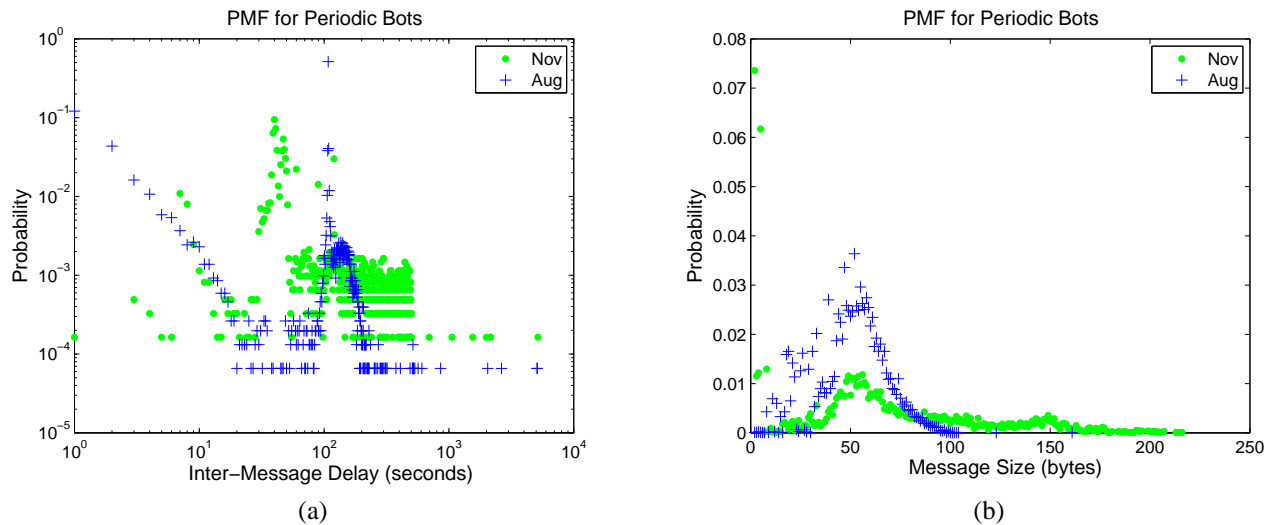 PMF for Periodic Bots
10^0
10^-1
10^-2
10^-3
10^-4
10^-5
Probability
10^0 10^1 10^2 10^3 10^4
Inter−Message Delay (seconds)
Nov
Aug
(a)
PMF for Periodic Bots
0.08
0.07
0.06
0.05
0.04
0.03
0.02
0.01
0
Probability
0 50 100 150 200 250
Message Size (bytes)
Nov
Aug
(b)